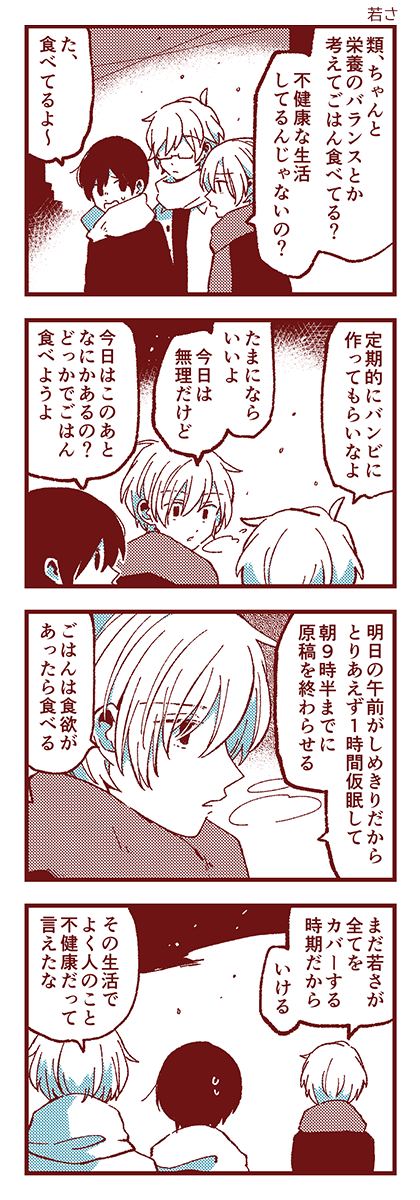 若さ
類、ちゃんと
栄養のバランスとか
考えてごはん食べてる？
不健康な生活
してるんじゃないの？
た、
食べてるよ～
定期的にバンビに
作ってもらいなよ
たまになら
いいよ
今日は
無理だけど
今日はこのあと
なにかあるの？
どっかでごはん
食べようよ
明日の午前がしめきりだから
とりあえず１時間仮眠して
朝９時半までに
原稿を終わらせる
ごはんは食欲が
あったら食べる
まだ若さが
全てを
カバーする
時期だから
いける
その生活で
よく人のこと
不健康だって
言えたな